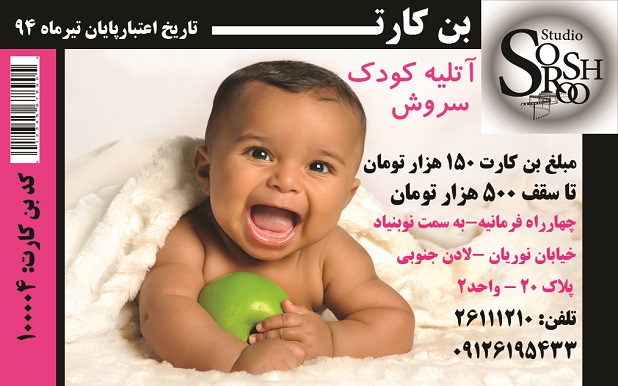 بن کارت
تاریخ اعتبارپایان تیرماه ۹۴
Studio
SOROOSH
آتلیه کودک
سروش
مبلغ بن کارت ۱۵۰ هزار تومان
تا سقف ۵۰۰ هزار تومان
چهارراه فرمانیه-به سمت نوبنیاد
خیابان نوریان -لادن جنوبی
پلاک ۲۰ - واحد۲
تلفن: ۲۶۱۱۱۲۱۰
۰۹۱۲۶۱۹۵۴۳۳
کد بن کارت: ۱۰۰۰۰۴